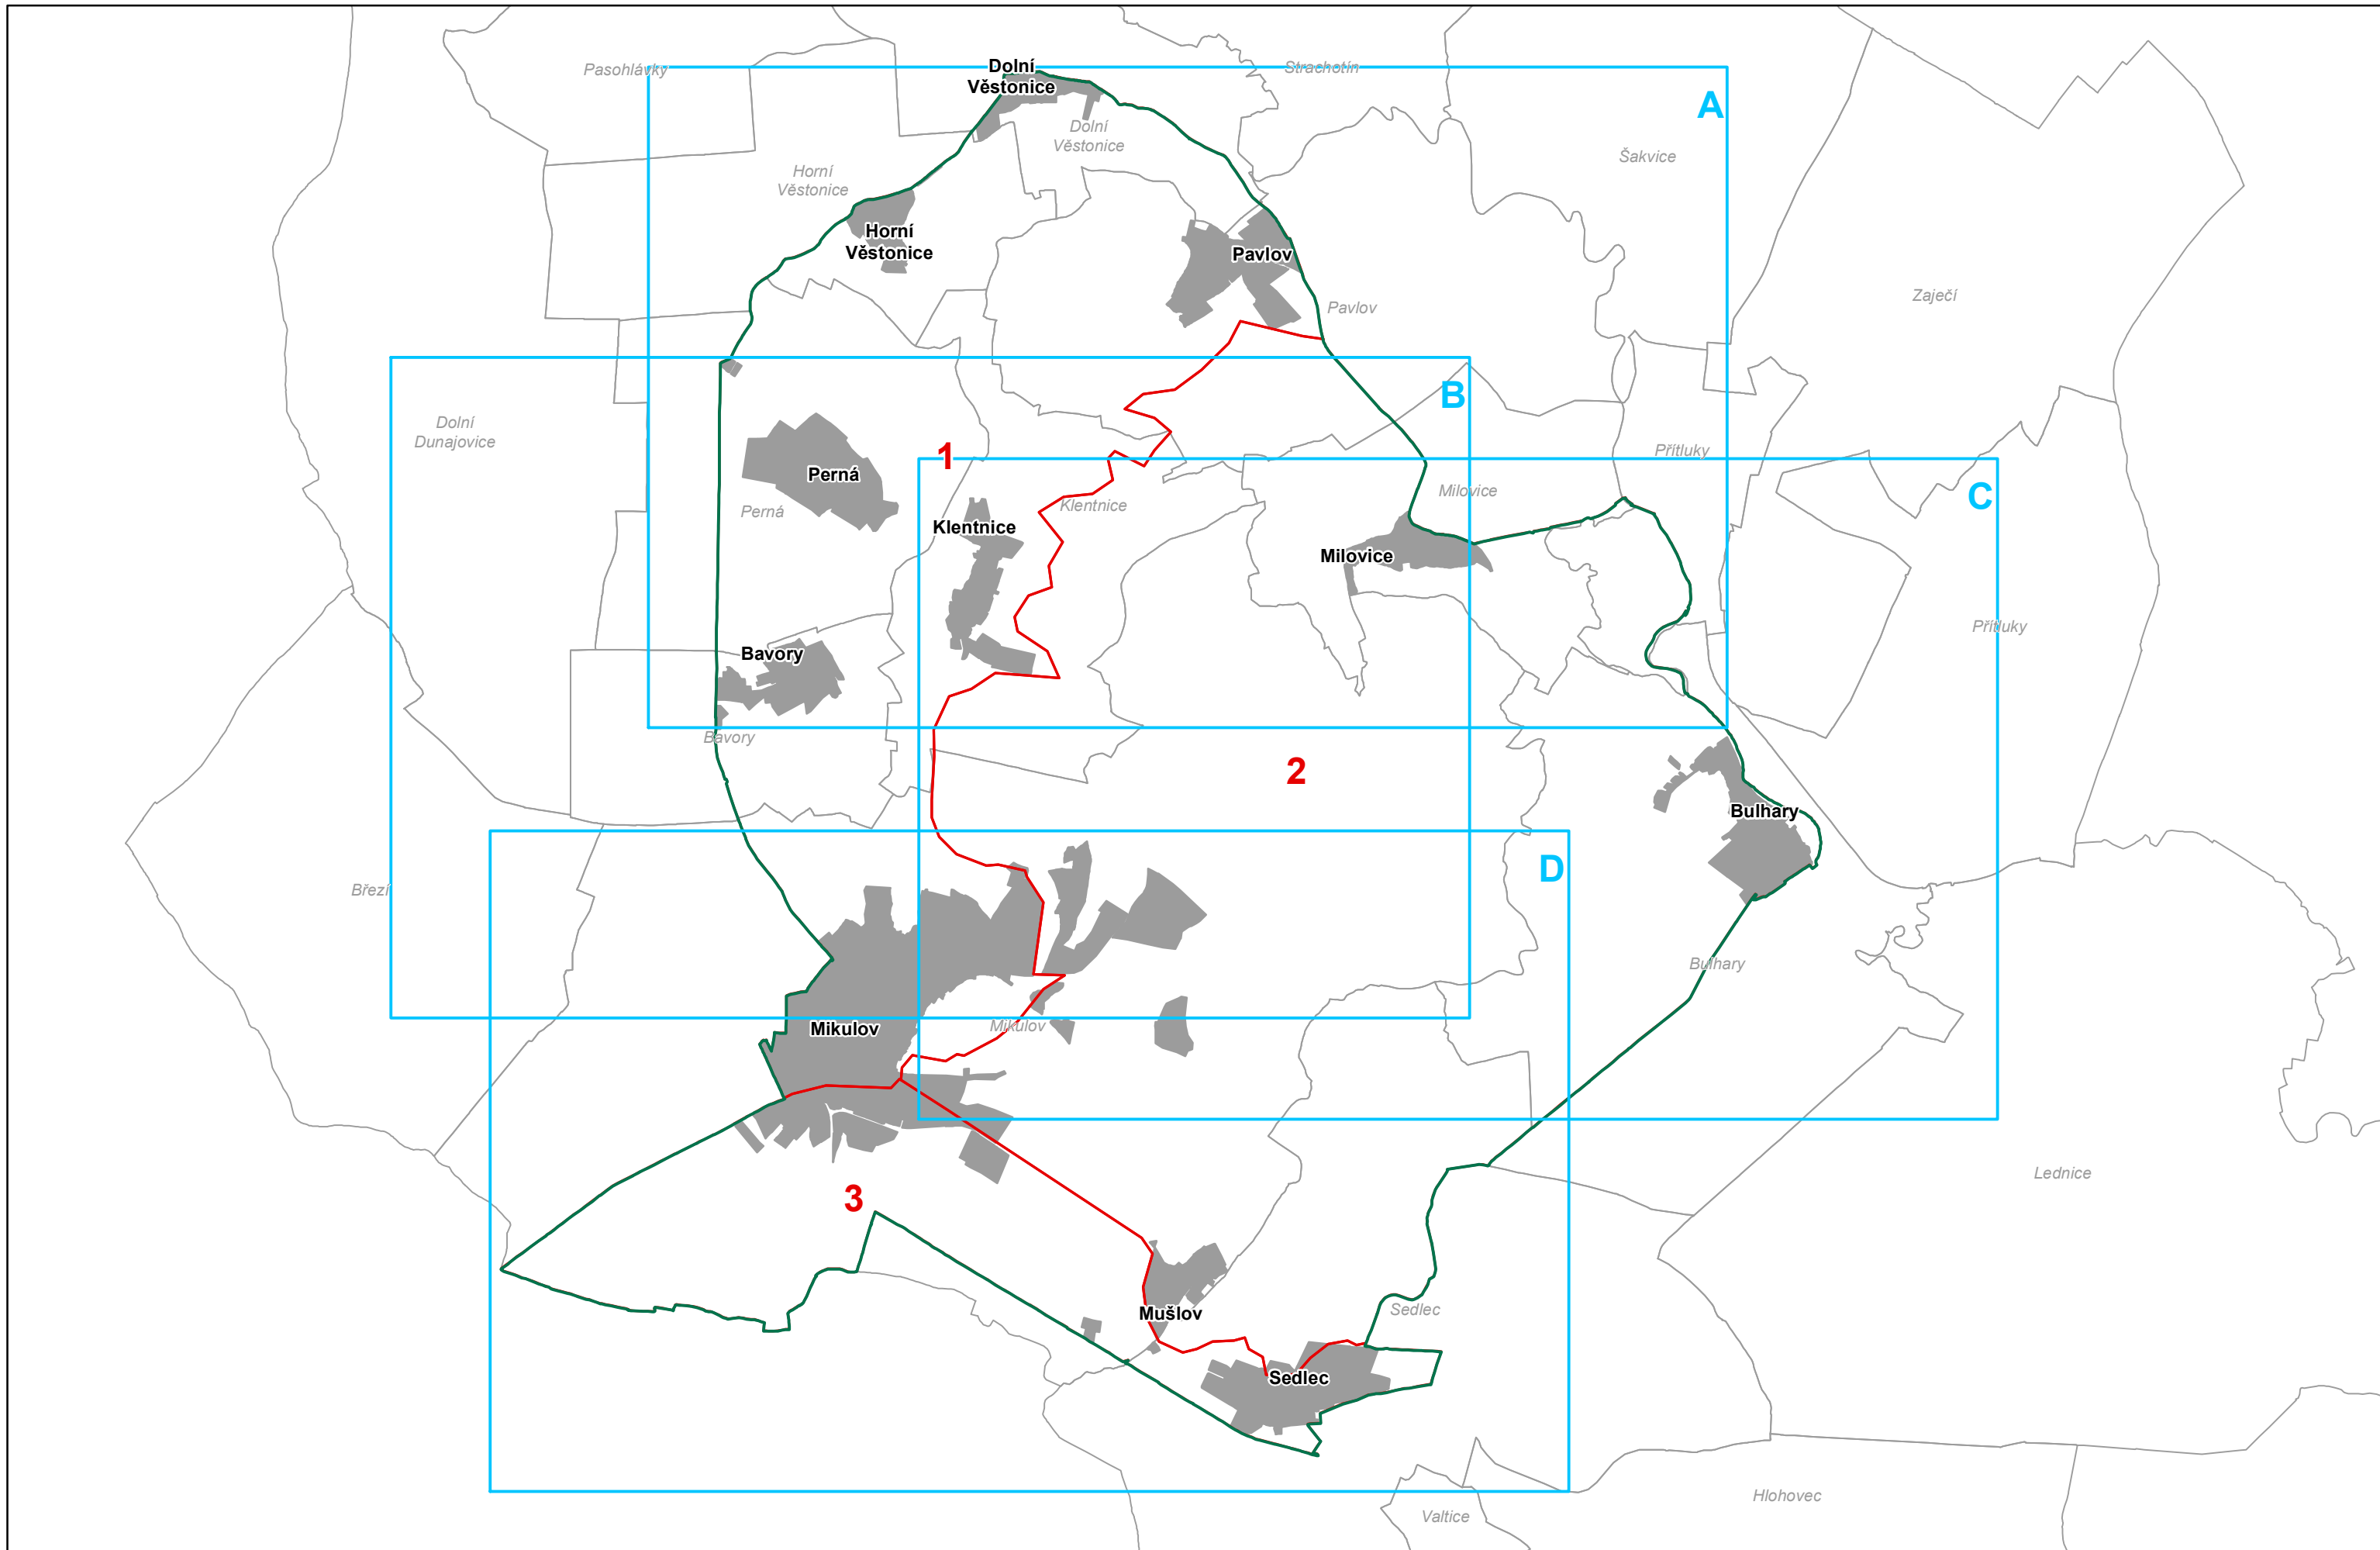 Pasohlávky
Dolní
Věstonice
Strachotín
A
Dolní
Věstonice
Šakvice
Horní
Věstonice
Horní
Věstonice
Pavlov
Pavlov
Zaječí
B
Dolní
Dunajovice
1
Přítluky
Perná
Perná
Klentnice
Klentnice
Milovice
C
Milovice
Přítluky
Bavory
Bavory
2
Bulhary
D
Březí
Bulhary
Mikulov
Mikulov
3
Lednice
Mušlov
Sedlec
Sedlec
Hlohovec
Valtice